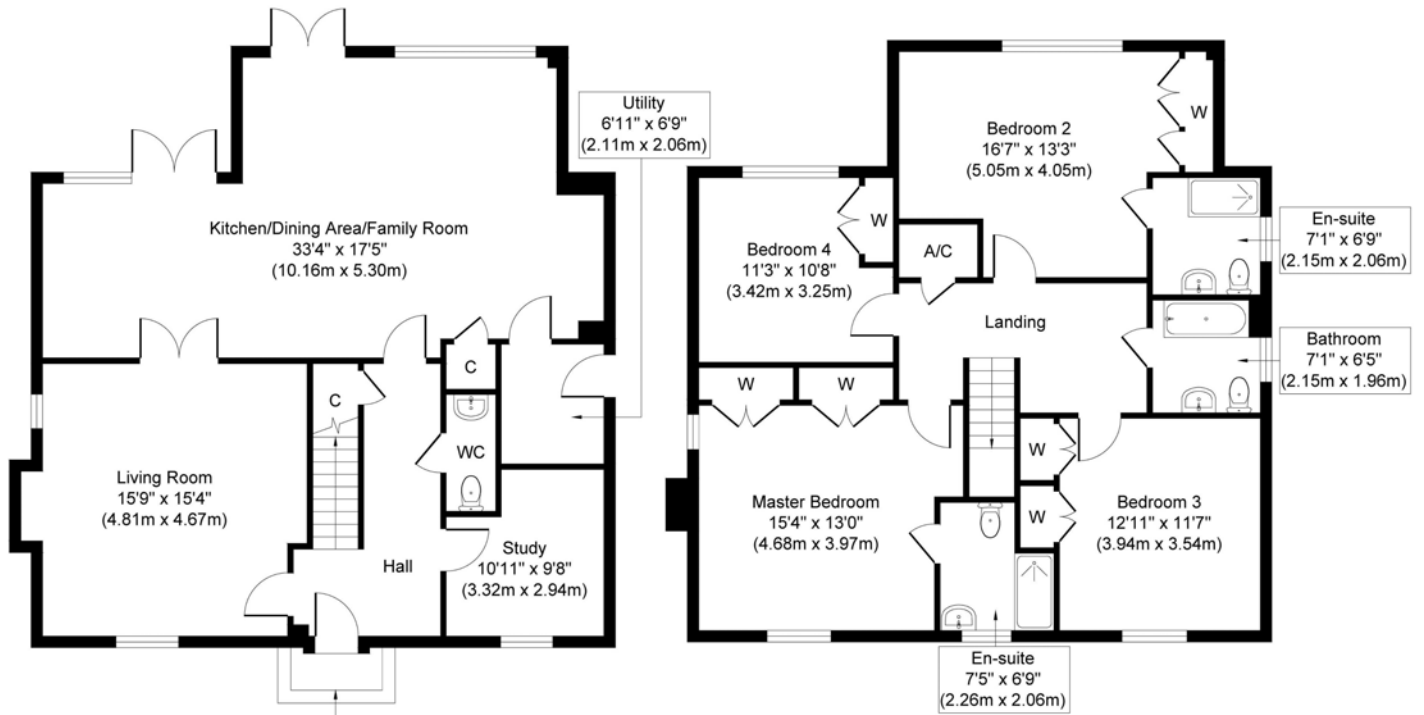 Utility
6'11" x 6'9"
(2.11m x 2.06m)
Kitchen/Dining Area/Family Room
33'4" x 17'5"
(10.16m x 5.30m)
C
C
WC
Living Room
15'9" x 15'4"
(4.81m x 4.67m)
Hall
Study
10'11" x 9'8"
(3.32m x 2.94m)
Bedroom 2
16'7" x 13'3"
(5.05m x 4.05m)
W
W
Bedroom 4
11'3" x 10'8"
(3.42m x 3.25m)
A/C
En-suite
7'1" x 6'9"
(2.15m x 2.06m)
Landing
Bathroom
7'1" x 6'5"
(2.15m x 1.96m)
W
W
W
W
Master Bedroom
15'4" x 13'0"
(4.68m x 3.97m)
Bedroom 3
12'11" x 11'7"
(3.94m x 3.54m)
En-suite
7'5" x 6'9"
(2.26m x 2.06m)